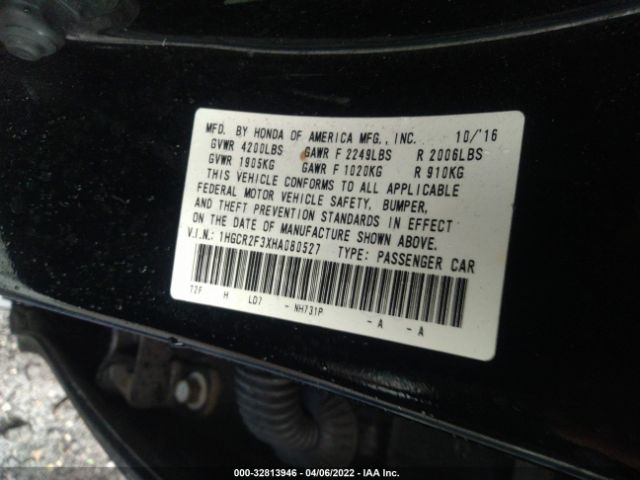 MFD. BY HONDA OF AMERICA MFG., INC. 10/'16
GVWR 4200LBS GAWR F 2249LBS R 2006LBS
GVWR 1905KG GAWR F 1020KG R 910KG
THIS VEHICLE CONFORMS TO ALL APPLICABLE
FEDERAL MOTOR VEHICLE SAFETY, BUMPER,
AND THEFT PREVENTION STANDARDS IN EFFECT
ON THE DATE OF MANUFACTURE SHOWN ABOVE.
V.I.N.: 1HGCR2F3XHA080527 TYPE: PASSENGER CAR
T2F H LD7 - NH731P - A - A
000-32813946 - 04/06/2022 - IAA Inc.